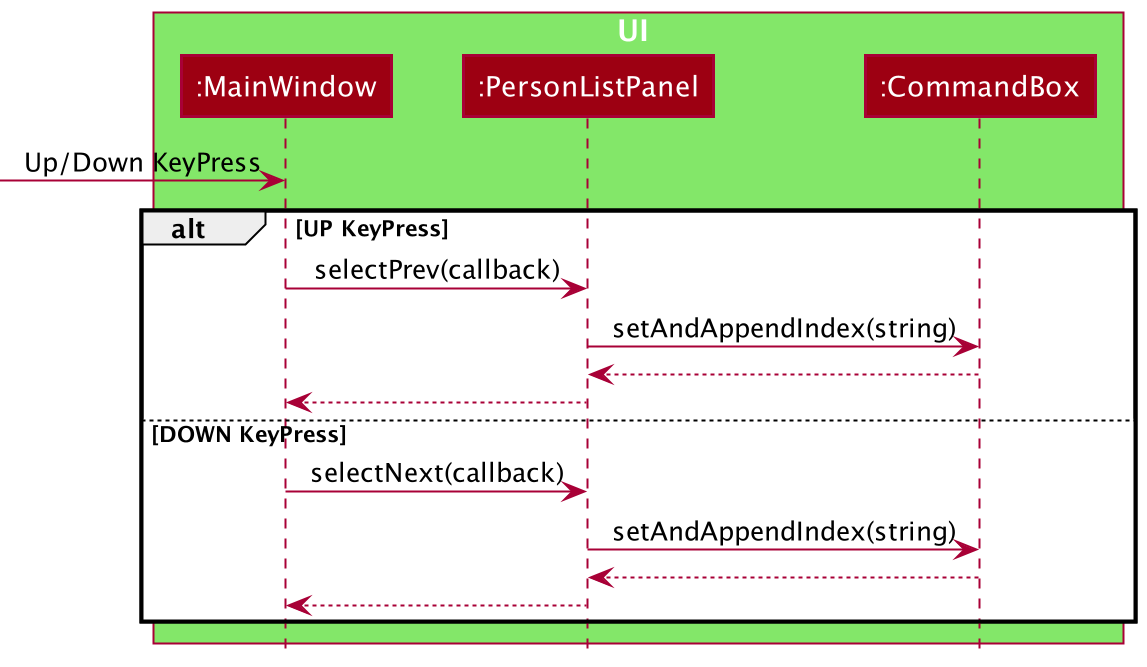 UI
:MainWindow
:PersonListPanel
:CommandBox
Up/Down KeyPress
alt
[UP KeyPress]
selectPrev(callback)
setAndAppendIndex(string)
[DOWN KeyPress]
selectNext(callback)
setAndAppendIndex(string)